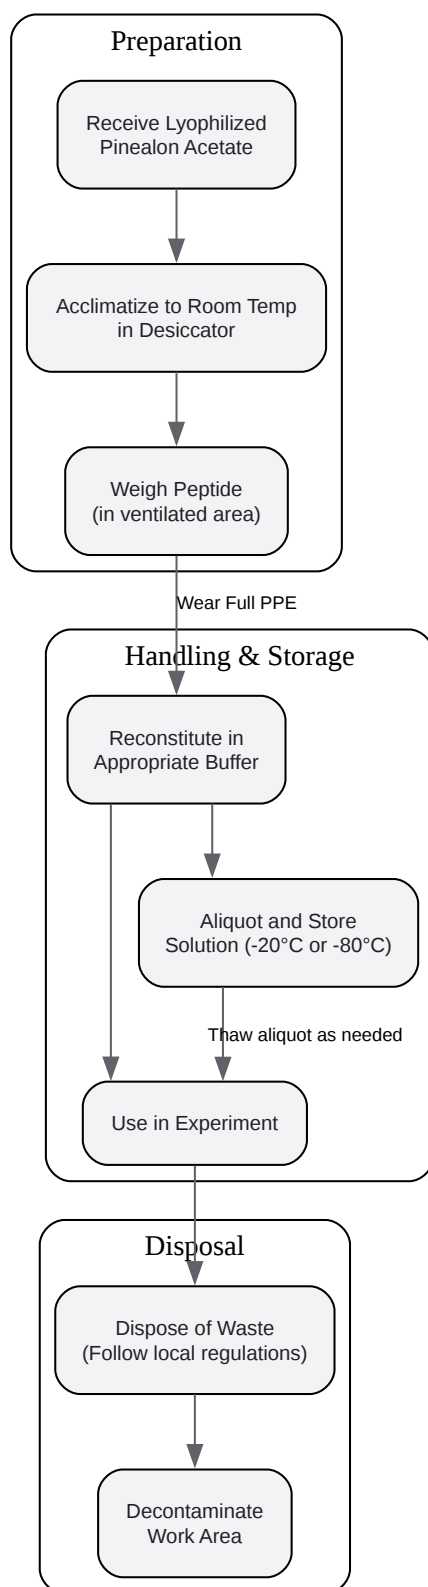 Preparation
Receive Lyophilized
Pinealon Acetate
Acclimatize to Room Temp
in Desiccator
Weigh Peptide
(in ventilated area)
Wear Full PPE
Handling & Storage
Reconstitute in
Appropriate Buffer
Aliquot and Store
Solution (-20°C or -80°C)
Thaw aliquot as needed
Use in Experiment
Disposal
Dispose of Waste
(Follow local regulations)
Decontaminate
Work Area